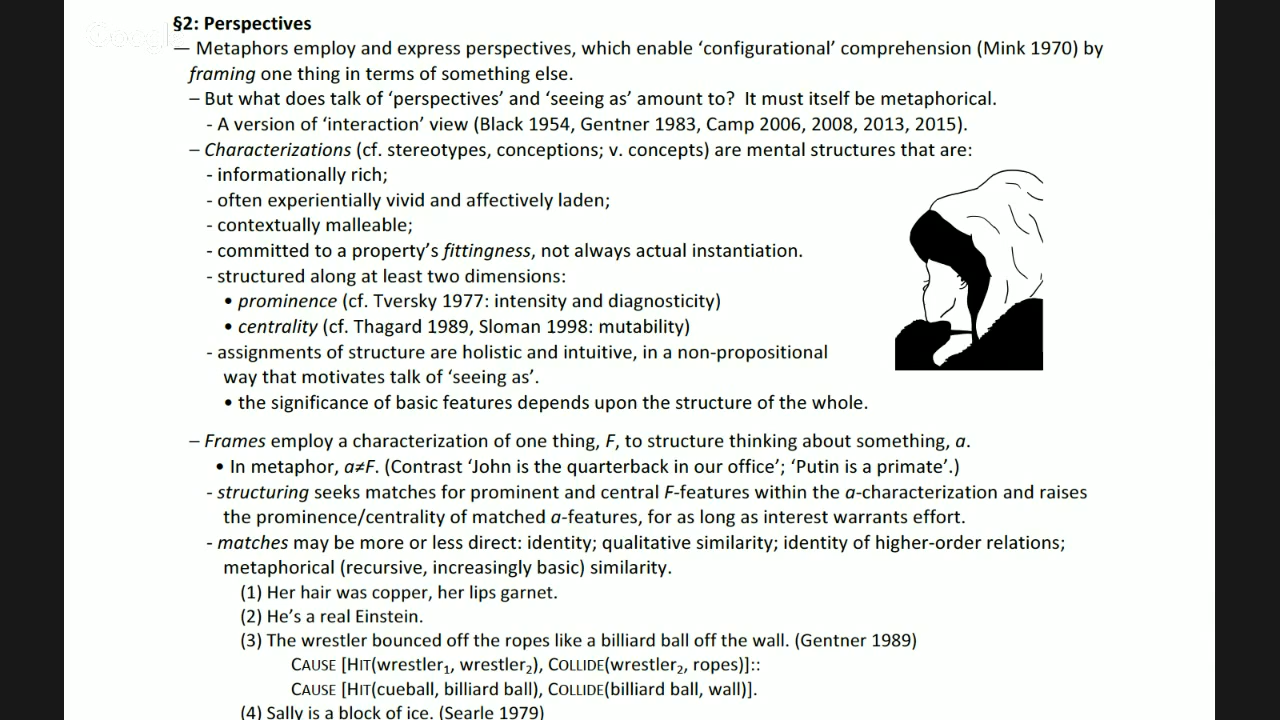 Google
§2: Perspectives
— Metaphors employ and express perspectives, which enable ‘configurational’ comprehension (Mink 1970) by
framing one thing in terms of something else.
– But what does talk of ‘perspectives’ and ‘seeing as’ amount to? It must itself be metaphorical.
- A version of ‘interaction’ view (Black 1954, Gentner 1983, Camp 2006, 2008, 2013, 2015).
– Characterizations (cf. stereotypes, conceptions; v. concepts) are mental structures that are:
- informationally rich;
- often experientially vivid and affectively laden;
- contextually malleable;
- committed to a property’s fittingness, not always actual instantiation.
- structured along at least two dimensions:
• prominence (cf. Tversky 1977: intensity and diagnosticity)
• centrality (cf. Thagard 1989, Sloman 1998: mutability)
- assignments of structure are holistic and intuitive, in a non-propositional
way that motivates talk of ‘seeing as’.
• the significance of basic features depends upon the structure of the whole.
– Frames employ a characterization of one thing, F, to structure thinking about something, a.
• In metaphor, a≠F. (Contrast ‘John is the quarterback in our office’; ‘Putin is a primate’.)
- structuring seeks matches for prominent and central F-features within the a-characterization and raises
the prominence/centrality of matched a-features, for as long as interest warrants effort.
- matches may be more or less direct: identity; qualitative similarity; identity of higher-order relations;
metaphorical (recursive, increasingly basic) similarity.
(1) Her hair was copper, her lips garnet.
(2) He’s a real Einstein.
(3) The wrestler bounced off the ropes like a billiard ball off the wall. (Gentner 1989)
CAUSE [HIT(wrestler₁, wrestler₂), COLLIDE(wrestler₂, ropes)]::
CAUSE [HIT(cueball, billiard ball), COLLIDE(billiard ball, wall)].
(4) Sally is a block of ice. (Searle 1979)